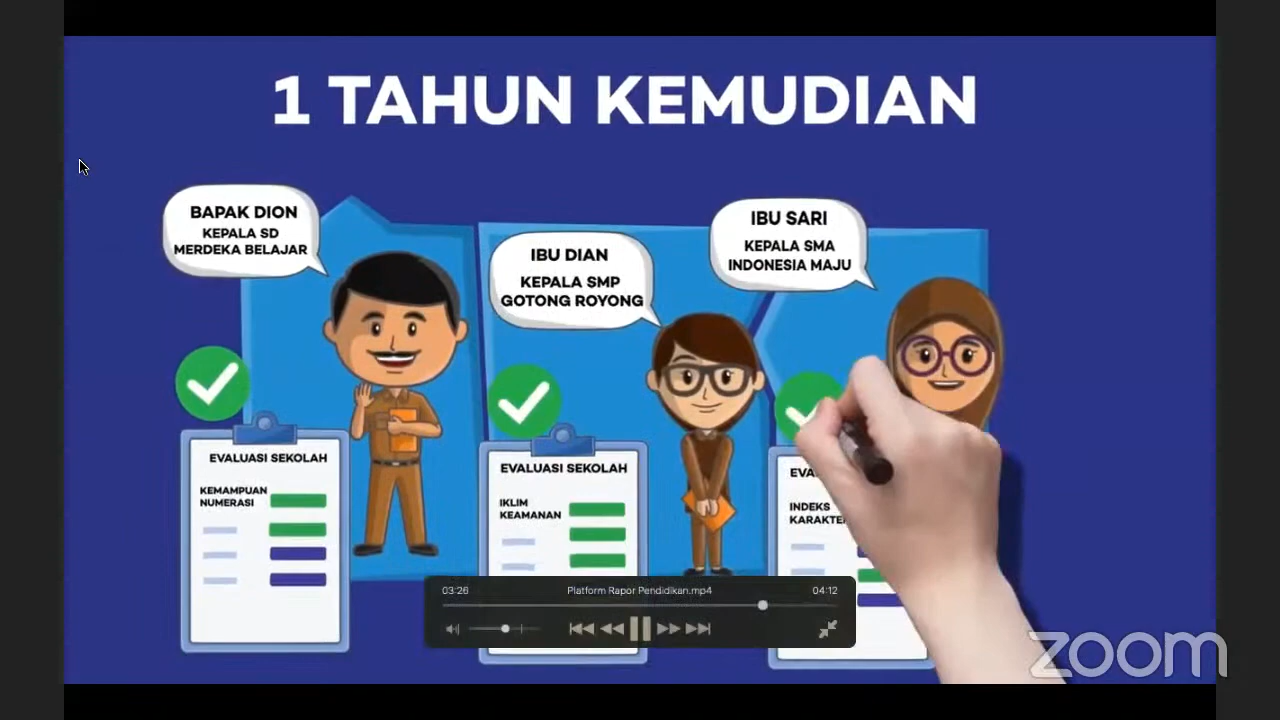 1 TAHUN KEMUDIAN
BAPAK DION
KEPALA SD
MERDEKA BELAJAR
IBU DIAN
KEPALA SMP
GOTONG ROYONG
IBU SARI
KEPALA SMA
INDONESIA MAJU
EVALUASI SEKOLAH
KEMAMPUAN
NUMERASI
EVALUASI SEKOLAH
IKLIM
KEAMANAN
INDEKS
03:26
Platform Rapor Pendidikan.mp4
04:12
zoom